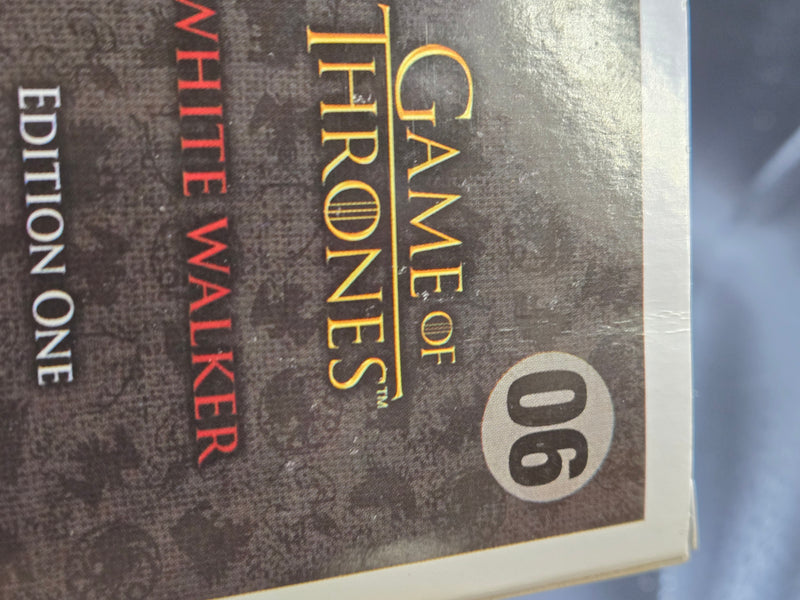 06
GAME OF
THRONES™
WHITE WALKER
EDITION ONE